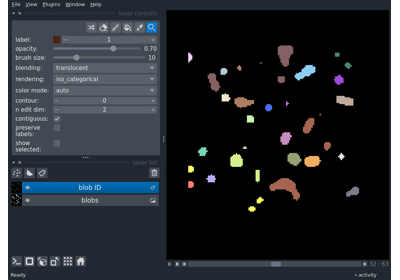 File View Plugins Window Help
layer controls
label: 1
opacity: 0.70
brush size: 10
blending: translucent
rendering: iso_categorical
color mode: auto
contour: 0
n edit dim: 2
contiguous:
preserve
labels:
show
selected:
layer list
blob ID
blobs
32 63
Ready
activity